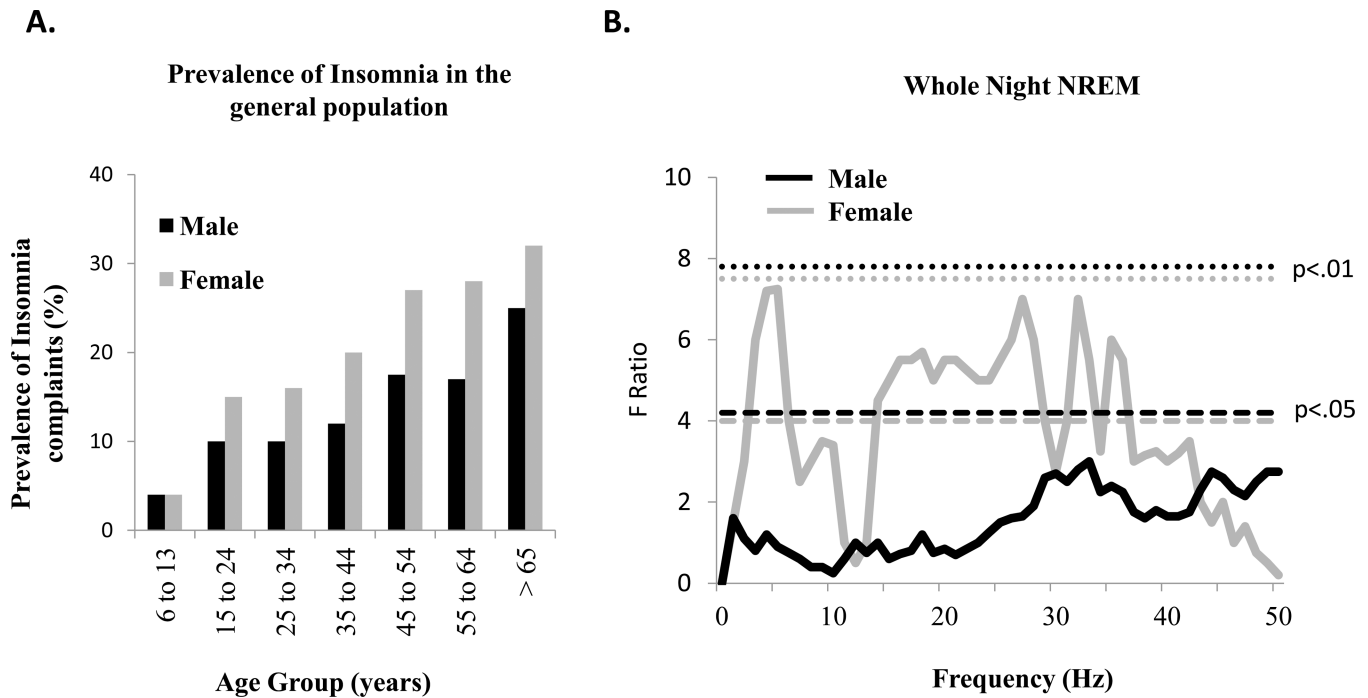 A.
Prevalence of Insomnia in the
general population
Prevalence of Insomnia
complaints (%)
40
30
20
10
0
Male
Female
6 to 13
15 to 24
25 to 34
35 to 44
45 to 54
55 to 64
> 65
Age Group (years)
B.
Whole Night NREM
Male
Female
F Ratio
10
8
6
4
2
0
p<.01
p<.05
0
10
20
30
40
50
Frequency (Hz)